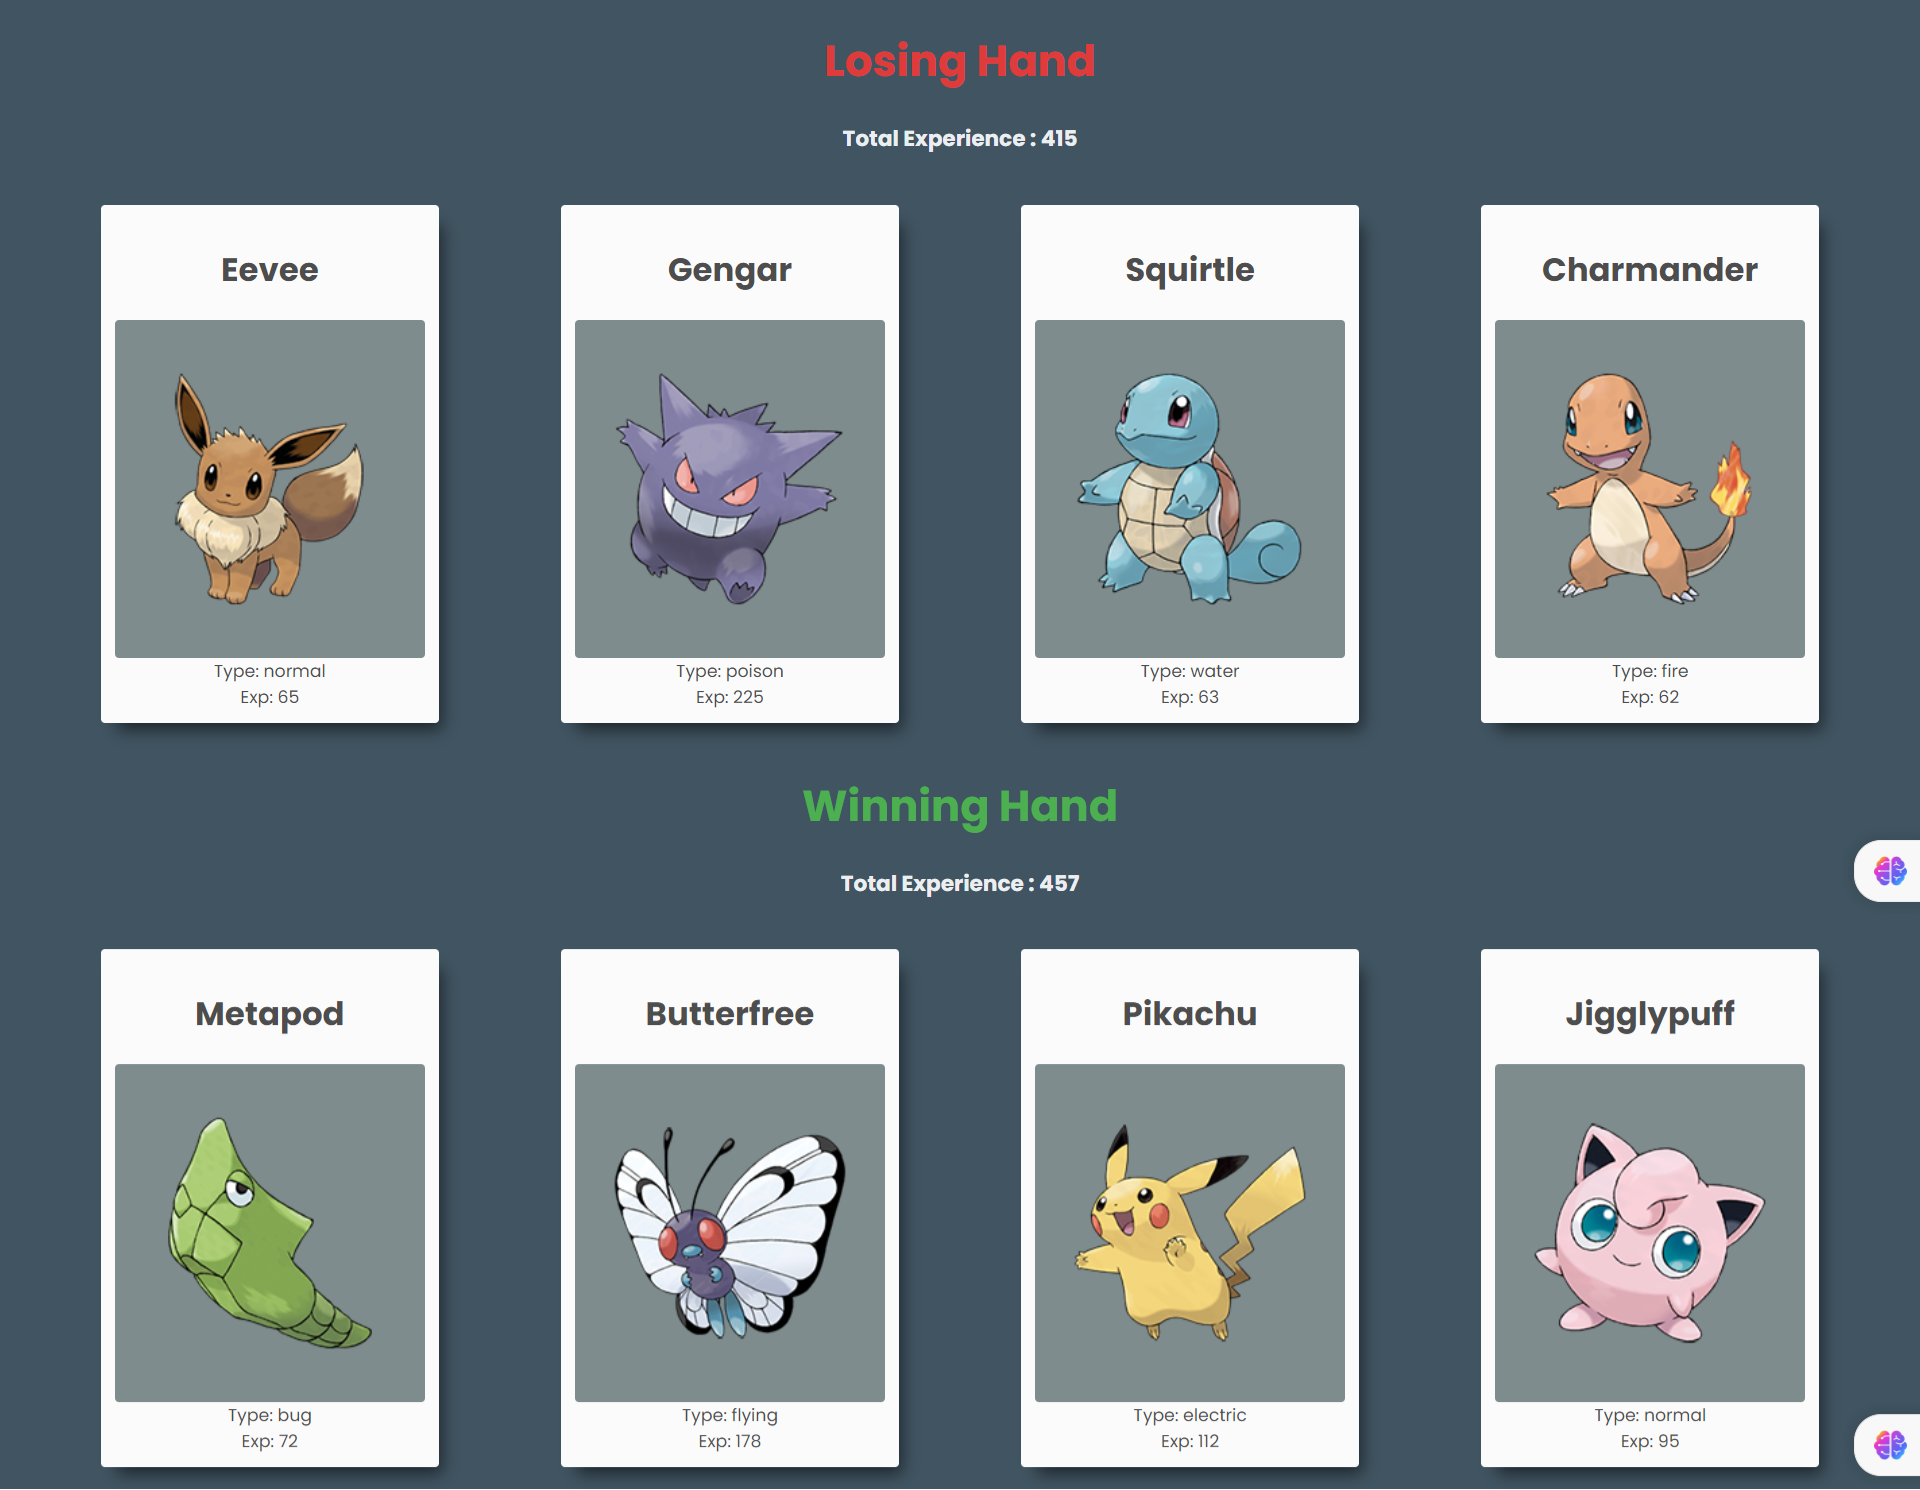 Losing Hand
Total Experience : 415
Eevee
Type: normal
Exp: 65
Gengar
Type: poison
Exp: 225
Squirtle
Type: water
Exp: 63
Charmander
Type: fire
Exp: 62
Winning Hand
Total Experience : 457
Metapod
Type: bug
Exp: 72
Butterfree
Type: flying
Exp: 178
Pikachu
Type: electric
Exp: 112
Jigglypuff
Type: normal
Exp: 95